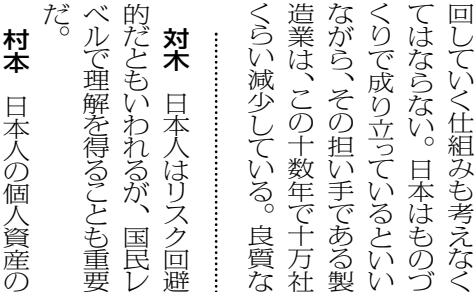 回していく仕組みも考えなく
てはならない。日本はものづ
くりで成り立っているといい
ながら、その担い手である製
造業は、この十数年で十万社
くらい減少している。良質な
対木　日本人はリスク回避
的だともいわれるが、国民レ
ベルで理解を得ることも重要
だ。
村本　日本人の個人資産の